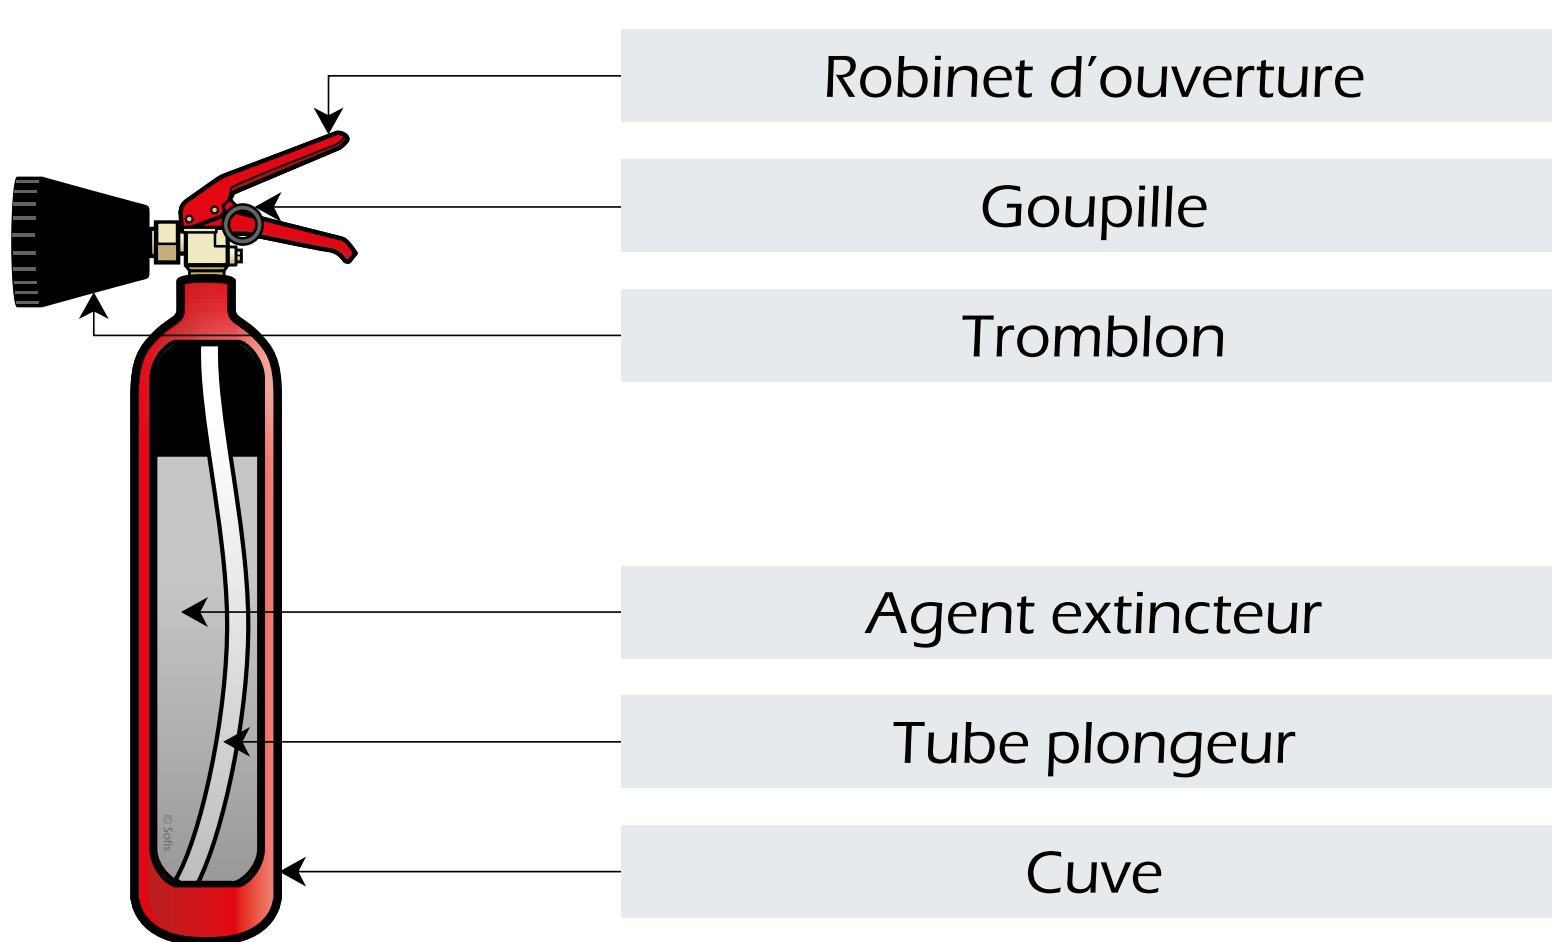 Robinet d’ouverture
Goupille
Tromblon
Agent extincteur
Tube plongeur
© Sofis
Cuve